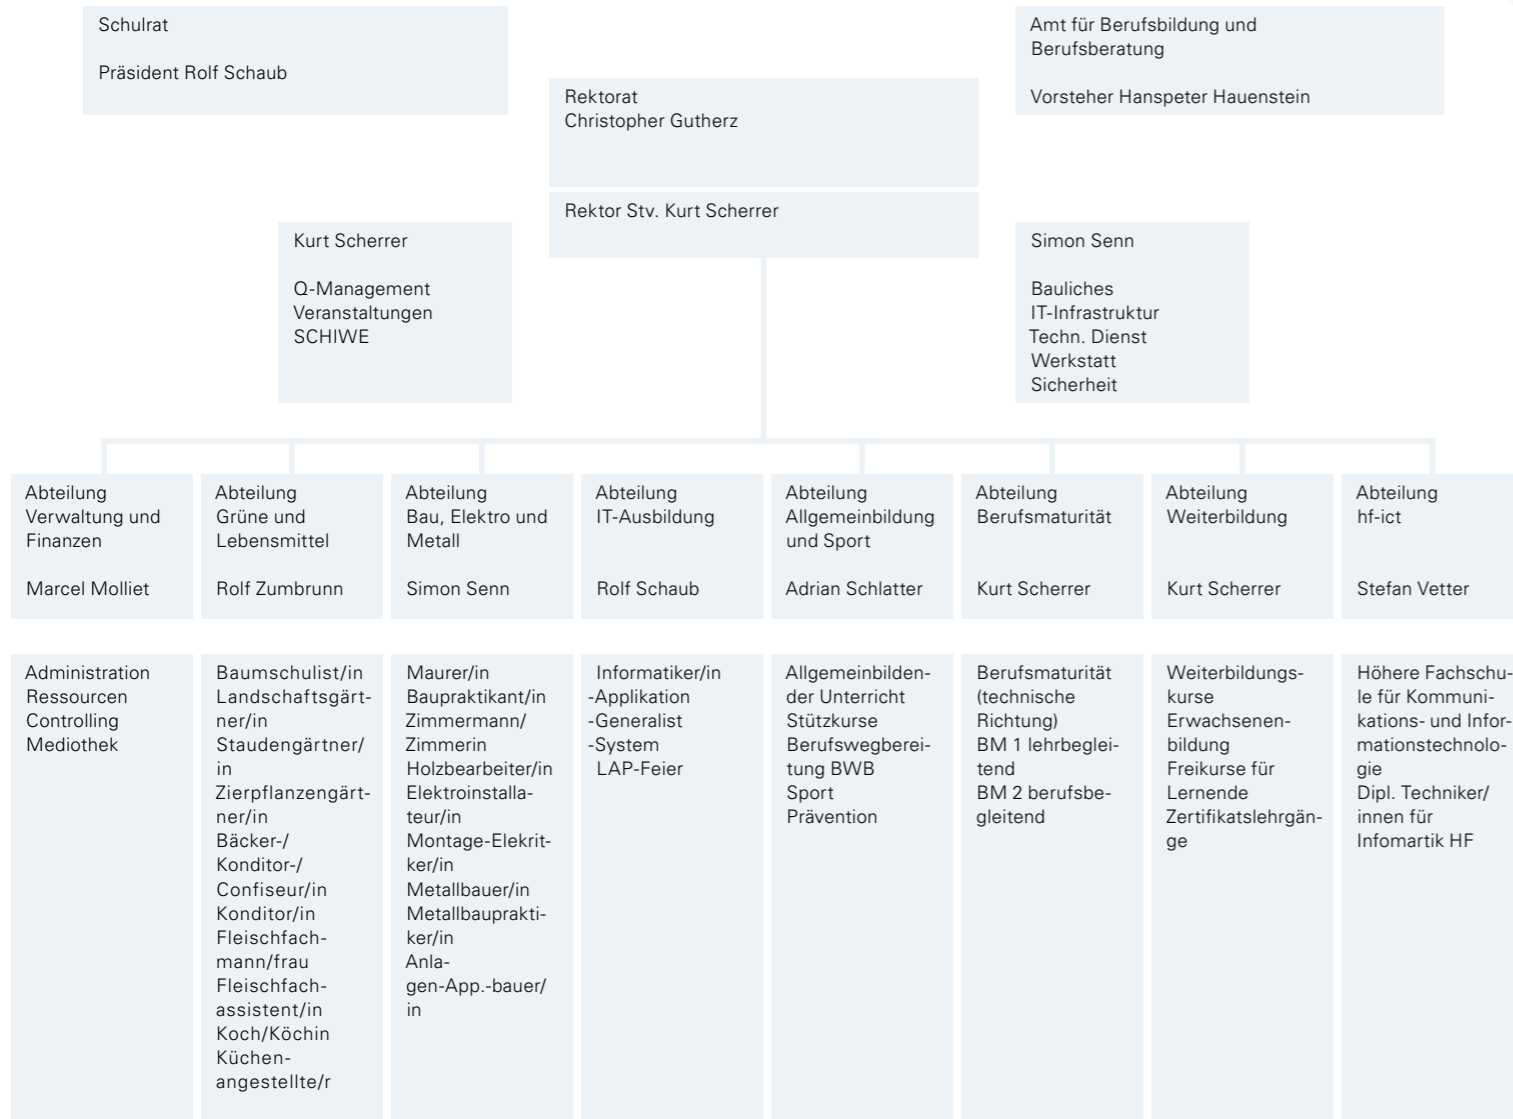 Schulrat
Präsident Rolf Schaub
Amt für Berufsbildung und
Berufsberatung
Vorsteher Hanspeter Hauenstein
Rektorat
Christopher Gutherz
Rektor Stv. Kurt Scherrer
Kurt Scherrer
Q-Management
Veranstaltungen
SCHIWE
Simon Senn
Bauliches
IT-Infrastruktur
Techn. Dienst
Werkstatt
Sicherheit
Abteilung
Verwaltung und
Finanzen
Marcel Molliet
Abteilung
Grüne und
Lebensmittel
Rolf Zumbrunn
Abteilung
Bau, Elektro und
Metall
Simon Senn
Abteilung
IT-Ausbildung
Rolf Schaub
Abteilung
Allgemeinbildung
und Sport
Adrian Schlatter
Abteilung
Berufsmaturität
Kurt Scherrer
Abteilung
Weiterbildung
Kurt Scherrer
Abteilung
hf-ict
Stefan Vetter
Administration
Ressourcen
Controlling
Mediothek
Baumschulist/in
Landschaftsgärt-
ner/in
Staudengärtner/
in
Zierpflanzengärt-
ner/in
Bäcker-/
Konditor-/
Confiseur/in
Konditor/in
Fleischfach-
mann/frau
Fleischfach-
assistent/in
Koch/Köchin
Küchen-
angestellte/r
Maurer/in
Baupraktikant/in
Zimmermann/
Zimmerin
Holzbearbeiter/in
Elektroinstalla-
teur/in
Montage-Elekrit-
ker/in
Metallbauer/in
Metallbauprakti-
ker/in
Anla-
gen-App.-bauer/
in
Informatiker/in
-Applikation
-Generalist
-System
LAP-Feier
Allgemeinbilden-
der Unterricht
Stützkurse
Berufswegberei-
tung BWB
Sport
Prävention
Berufsmaturität
(technische
Richtung)
BM 1 lehrbeglei-
tend
BM 2 berufsbe-
gleitend
Weiterbildungs-
kurse
Erwachsenen-
bildung
Freikurse für
Lernende
Zertifikatslehrgän-
ge
Höhere Fachschu-
le für Kommuni-
kations- und Infor-
mationstechnolo-
gie
Dipl. Techniker/
innen für
Infomartik HF